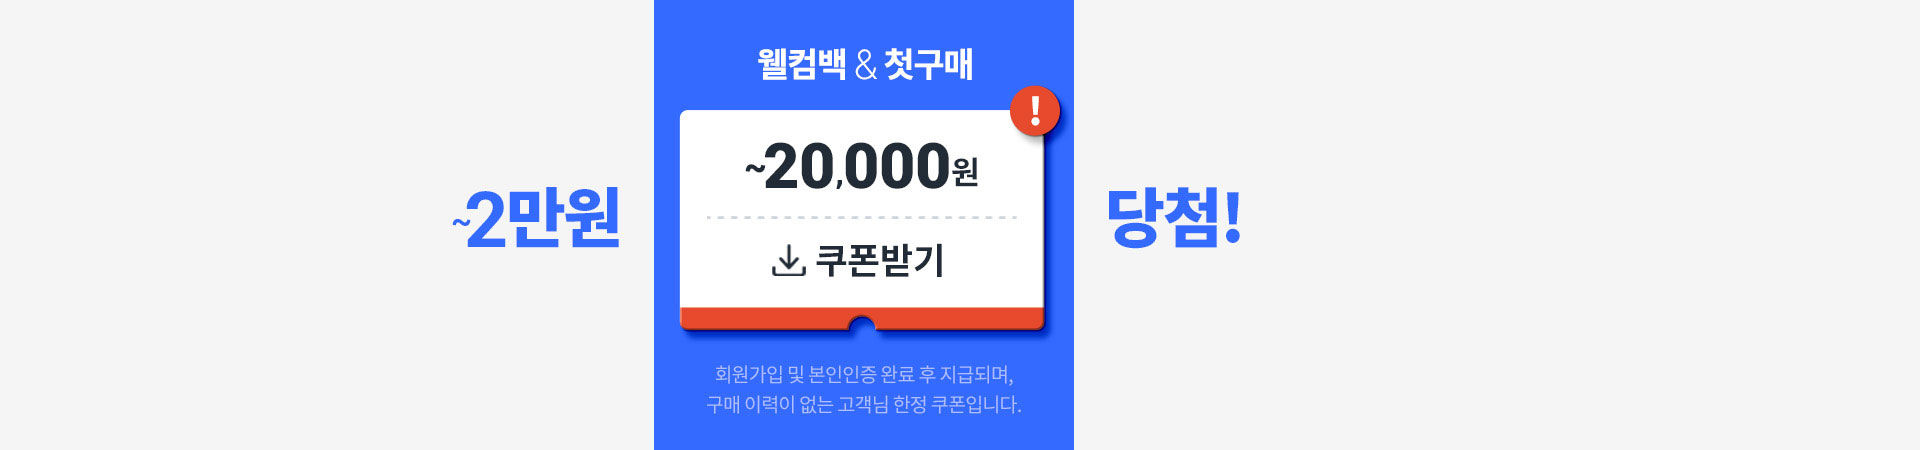 웰컴백 & 첫구매
!
~20,000원
쿠폰받기
~2만원
당첨!
회원가입 및 본인인증 완료 후 지급되며,
구매 이력이 없는 고객님 한정 쿠폰입니다.